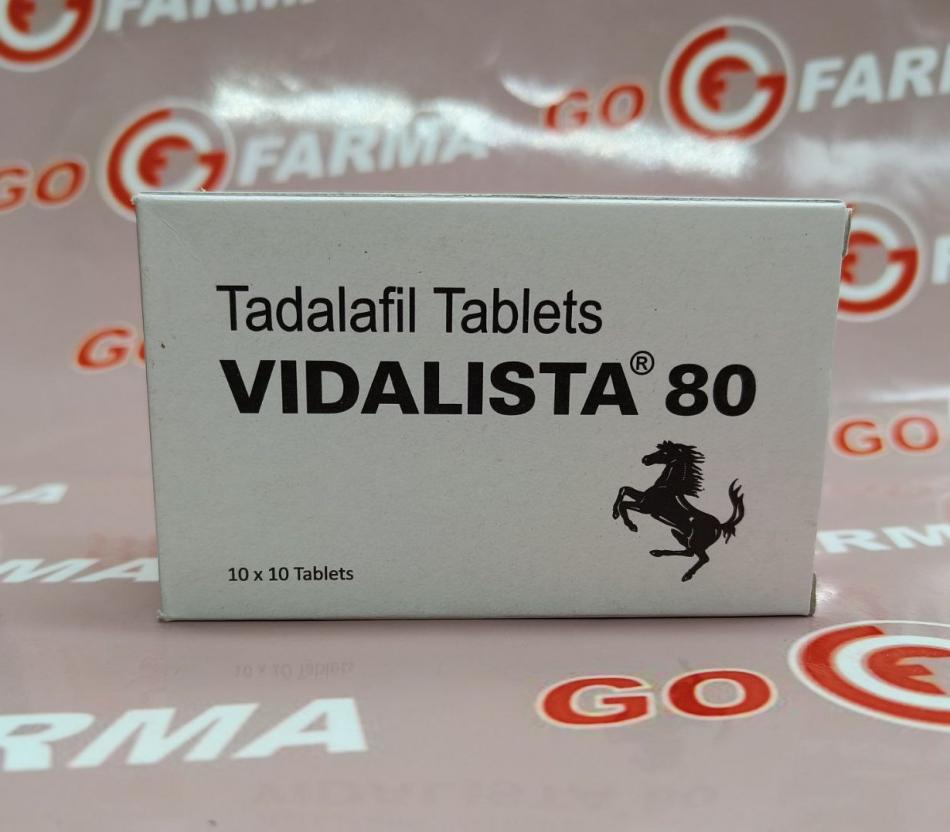 GO FARMA
GO FARMA
Tadalafil Tablets
VIDALISTA® 80
10 x 10 Tablets
GO
GO
RMA
GO